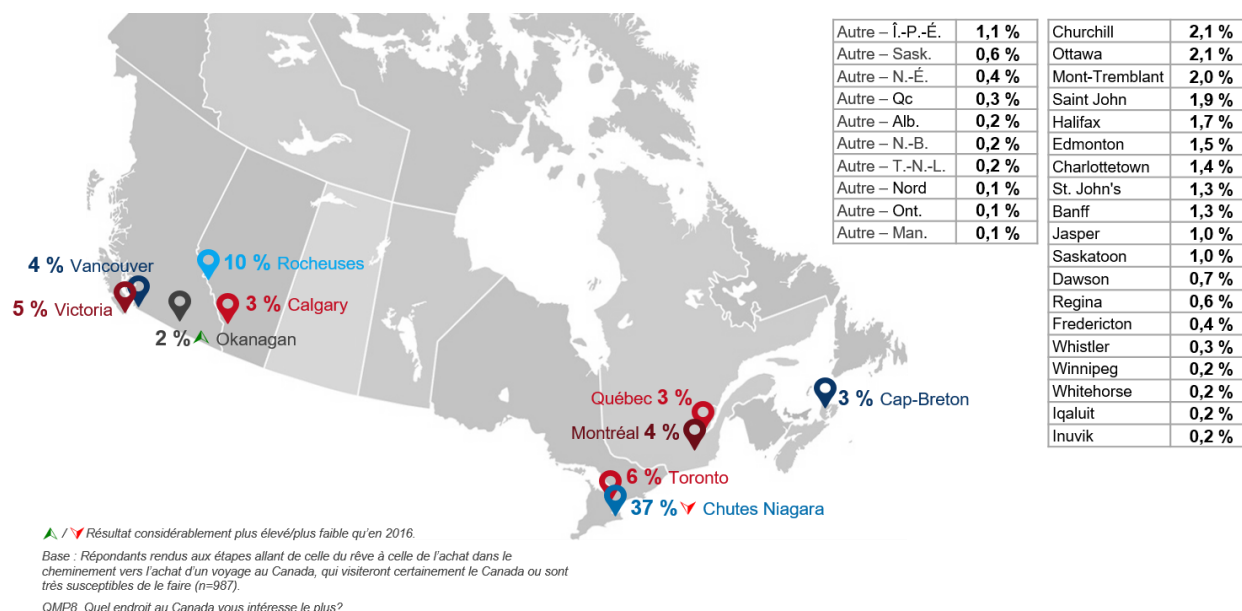 4 % Vancouver
5 % Victoria
10 % Rocheuses
3 % Calgary
2 % Okanagan
Québec 3 %
Montréal 4 %
3 % Cap-Breton
6 % Toronto
37 % Chutes Niagara
Autre – Î.-P.-É. 1,1 %
Autre – Sask. 0,6 %
Autre – N.-É. 0,4 %
Autre – Qc 0,3 %
Autre – Alb. 0,2 %
Autre – N.-B. 0,2 %
Autre – T.-N.-L. 0,2 %
Autre – Nord 0,1 %
Autre – Ont. 0,1 %
Autre – Man. 0,1 %
Churchill 2,1 %
Ottawa 2,1 %
Mont-Tremblant 2,0 %
Saint John 1,9 %
Halifax 1,7 %
Edmonton 1,5 %
Charlottetown 1,4 %
St. John's 1,3 %
Banff 1,3 %
Jasper 1,0 %
Saskatoon 1,0 %
Dawson 0,7 %
Regina 0,6 %
Fredericton 0,4 %
Whistler 0,3 %
Winnipeg 0,2 %
Whitehorse 0,2 %
Iqaluit 0,2 %
Inuvik 0,2 %
/ Résultat considérablement plus élevé/plus faible qu'en 2016.
Base : Répondants rendus aux étapes allant de celle du rêve à celle de l'achat dans le
cheminement vers l'achat d'un voyage au Canada, qui visiteront certainement le Canada ou sont
très susceptibles de le faire (n=987).
QMP8. Quel endroit au Canada vous intéresse le plus?